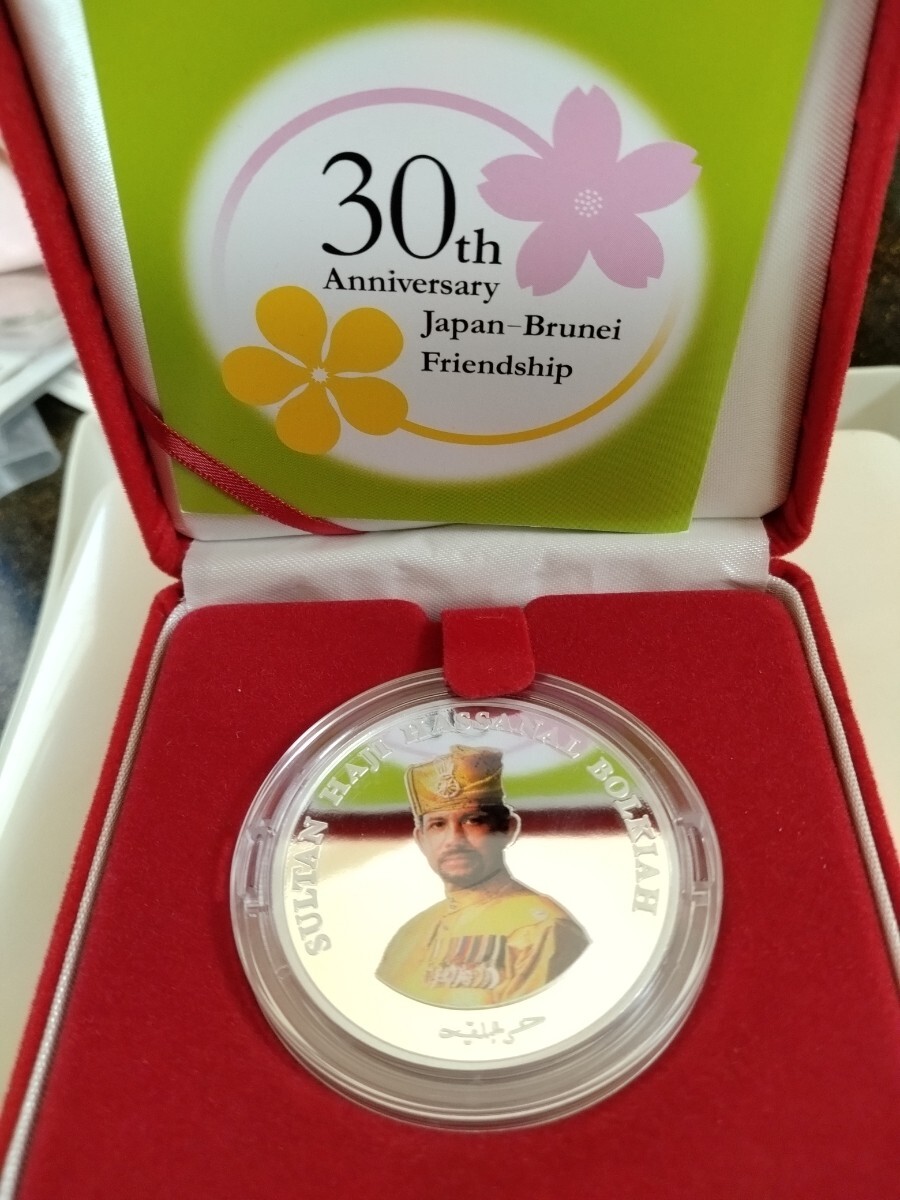 30th
Anniversary
Japan–Brunei
Friendship
SULTAN HAJI HASSANAL BOLKIAH